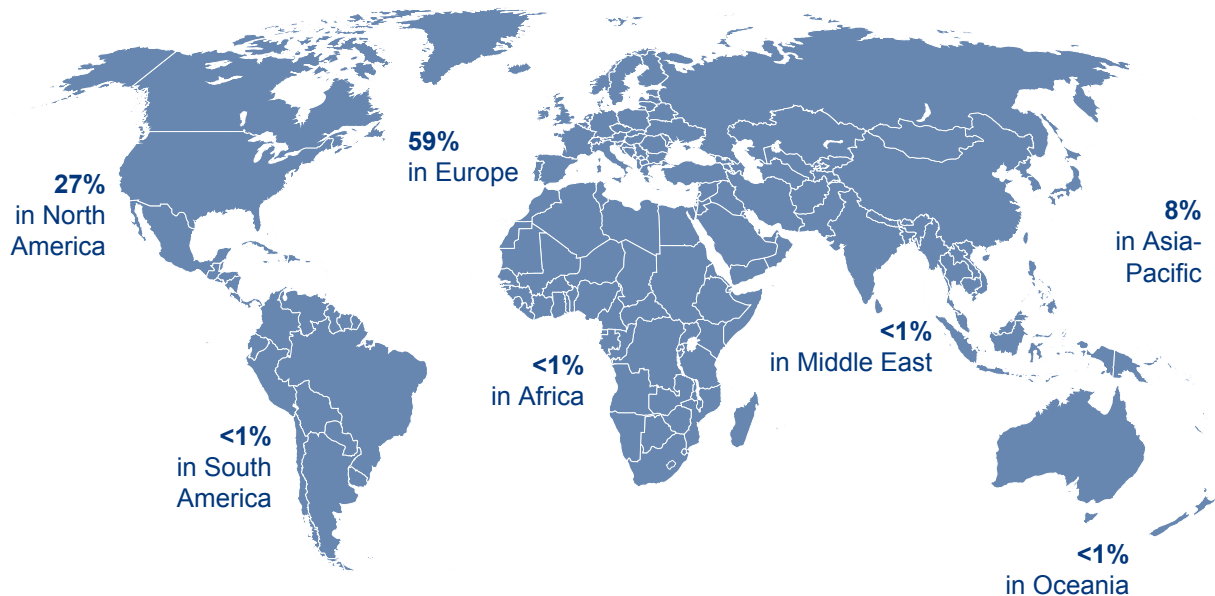 59%
in Europe
27%
in North
America
8%
in Asia-
Pacific
<1%
in Middle East
<1%
in Africa
<1%
in South
America
<1%
in Oceania